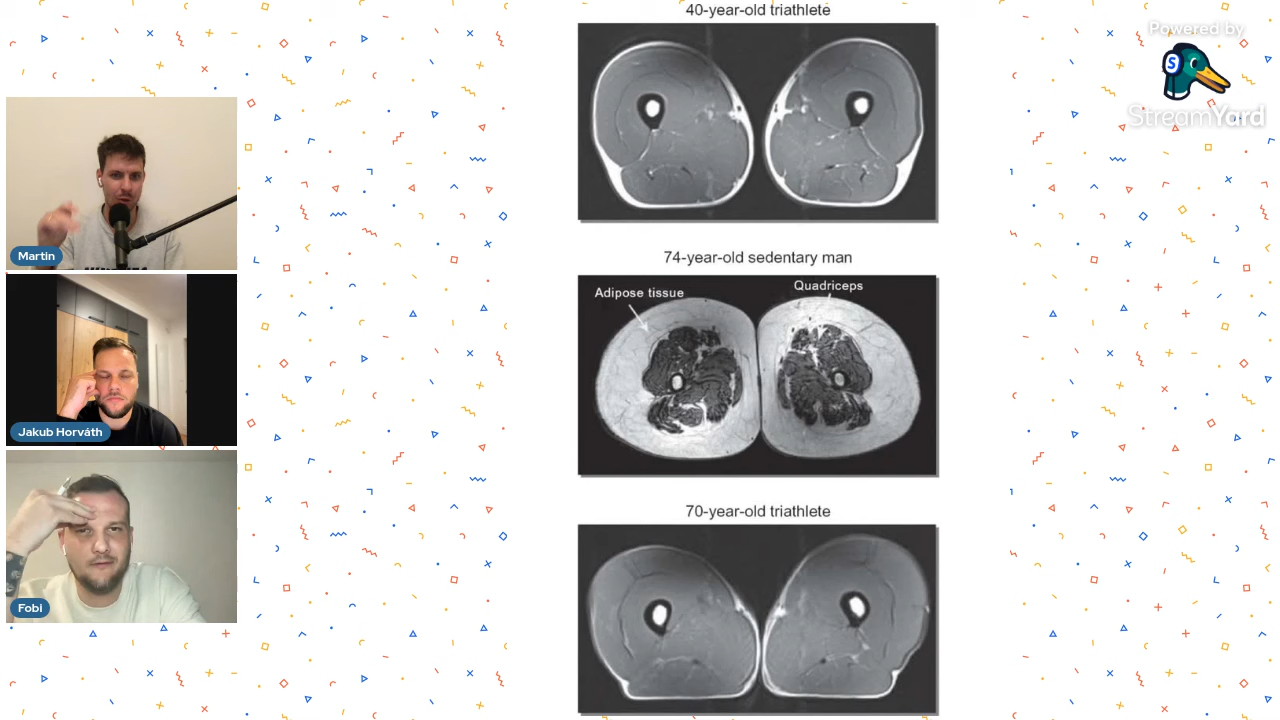 40-year-old triathlete
Powered by
S
StreamYard
Martin
74-year-old sedentary man
Adipose tissue
Quadriceps
Jakub Horváth
70-year-old triathlete
Fobi